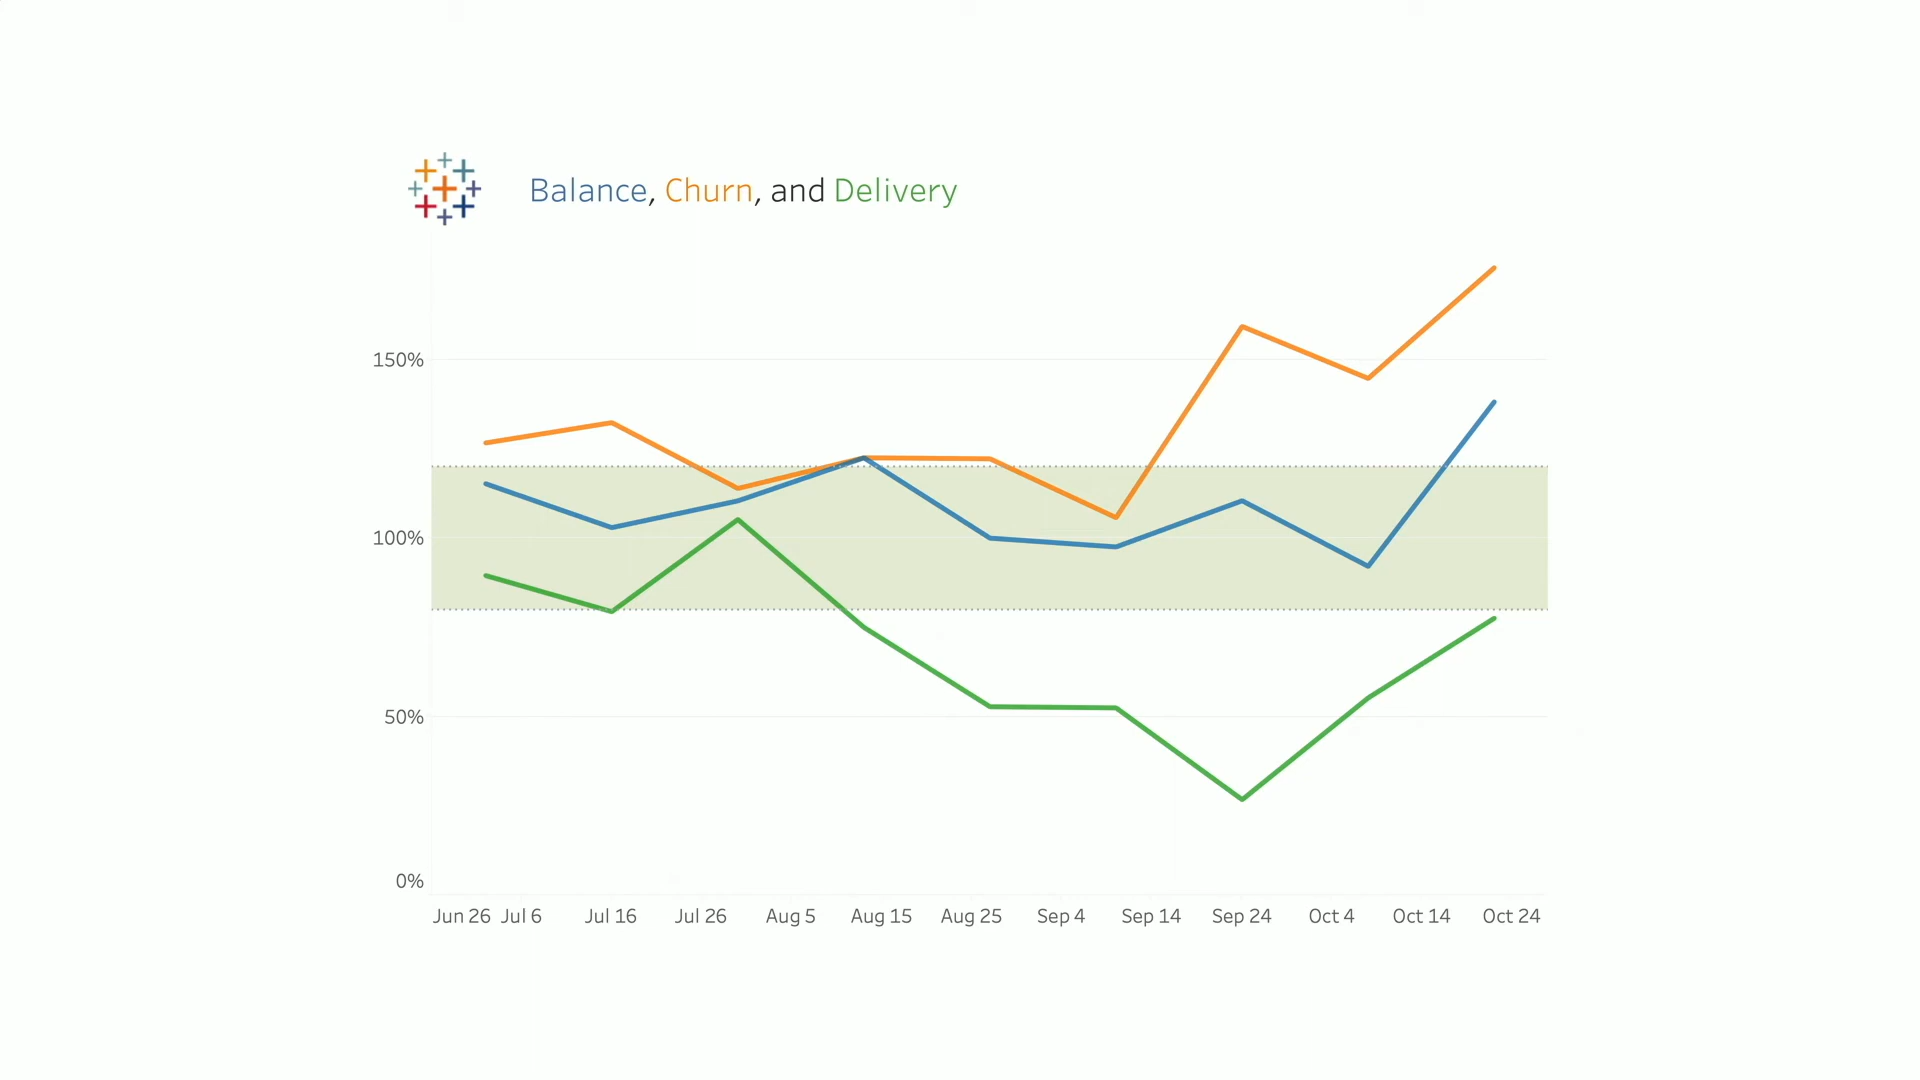 Balance, Churn, and Delivery
150%
100%
50%
0%
Jun 26 Jul 6 Jul 16 Jul 26 Aug 5 Aug 15 Aug 25 Sep 4 Sep 14 Sep 24 Oct 4 Oct 14 Oct 24